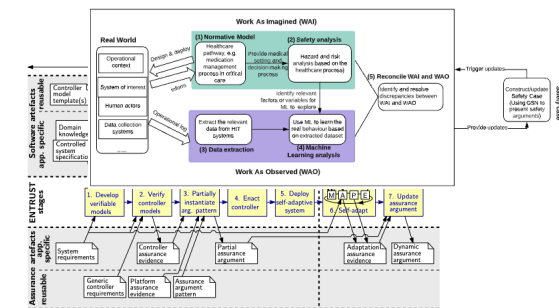 Work As Imagined (WAI)
Real World
Operational
context
System of interest
Human actors
Data collection
systems
Design & deploy
Inform
Operational log
(1) Normative Model
Healthcare
pathway, e.g.
medication
management
process in critical
care
Provide medical
setting and
decision-making
process
(2) Safety analysis
Hazard and risk
analysis based on the
healthcare process)
identify relevant
factors or variables for
ML to explore
Extract the relevant
data from HIT
systems
(3) Data extraction
Use ML to learn the
real behaviour based
on extracted dataset
(4) Machine
Learning analysis
(5) Reconcile WAI and WAO
Identify and resolve
discrepancies between
WAI and WAO
Work As Observed (WAO)
Trigger updates
Provide updates
Construct/update
Safety Case
(Using GSN to
present safety
arguments)
Safety case
Software artefacts
reusable
app. specific
Controller
model
template(s)
Domain
knowledge
Controlled
system
specification
ENTRUST
stages
1. Develop
verifiable
models
2. Verify
controller
models
3. Partially
instantiate
arg. pattern
4. Enact
controller
5. Deploy
self-adaptive
system
M A P E
6. Self-adapt
7. Update
assurance
argument
Assurance artefacts
app.
specific
reusable
System
requirements
Controller
assurance
evidence
Partial
assurance
argument
Adaptation
assurance
evidence
Dynamic
assurance
argument
Generic
controller
requirements
Platform
assurance
evidence
Assurance
argument
pattern